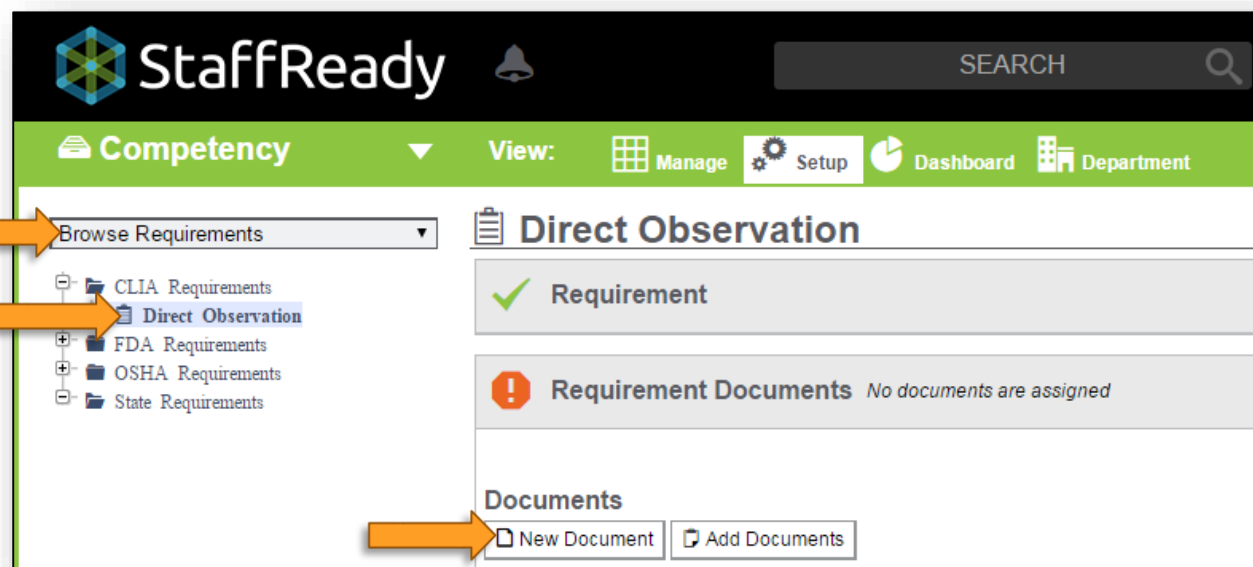 StaffReady
SEARCH
Competency
View:
Manage
Setup
Dashboard
Department
Browse Requirements
CLIA Requirements
Direct Observation
FDA Requirements
OSHA Requirements
State Requirements
Direct Observation
Requirement
Requirement Documents No documents are assigned
Documents
New Document
Add Documents